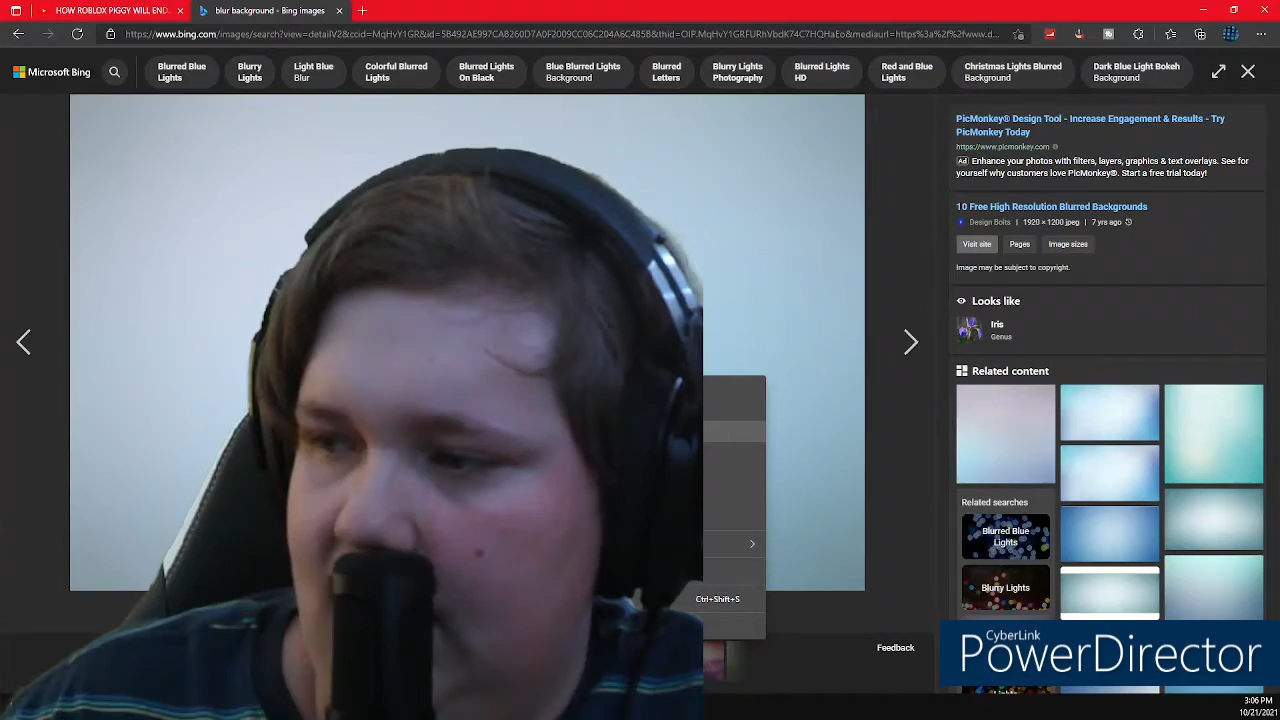 HOW ROBLOX PIGGY WILL END.
blur background - Bing images
https://www.bing.com/images/search?view=detailV2&ccid=MqHvY1GR&id=5B492AE997CA8260D7A0F2009CC06C204A6C485B&thid=OIP.MqHvY1GRFURhVbdK74C7HQHaEo&mediaurl=https%3a%2f%2fwww.d...
Microsoft Bing
Blurred Blue
Lights
Blurry
Lights
Light Blue
Blur
Colorful Blurred
Lights
Blurred Lights
On Black
Blue Blurred Lights
Background
Blurred
Letters
Blurry Lights
Photography
Blurred Lights
HD
Red and Blue
Lights
Christmas Lights Blurred
Background
Dark Blue Light Bokeh
Background
PicMonkey® Design Tool - Increase Engagement & Results - Try
PicMonkey Today
https://www.picmonkey.com
Ad Enhance your photos with filters, layers, graphics & text overlays. See for
yourself why customers love PicMonkey®. Start a free trial today!
10 Free High Resolution Blurred Backgrounds
Design Bolts | 1920 × 1200 jpeg | 7 yrs ago
Visit site
Pages
Image sizes
Image may be subject to copyright.
Looks like
Iris
Genus
Related content
Related searches
Blurred Blue
Lights
Blurry Lights
Ctrl+Shift+S
Feedback
CyberLink
PowerDirector
3:06 PM
10/21/2021